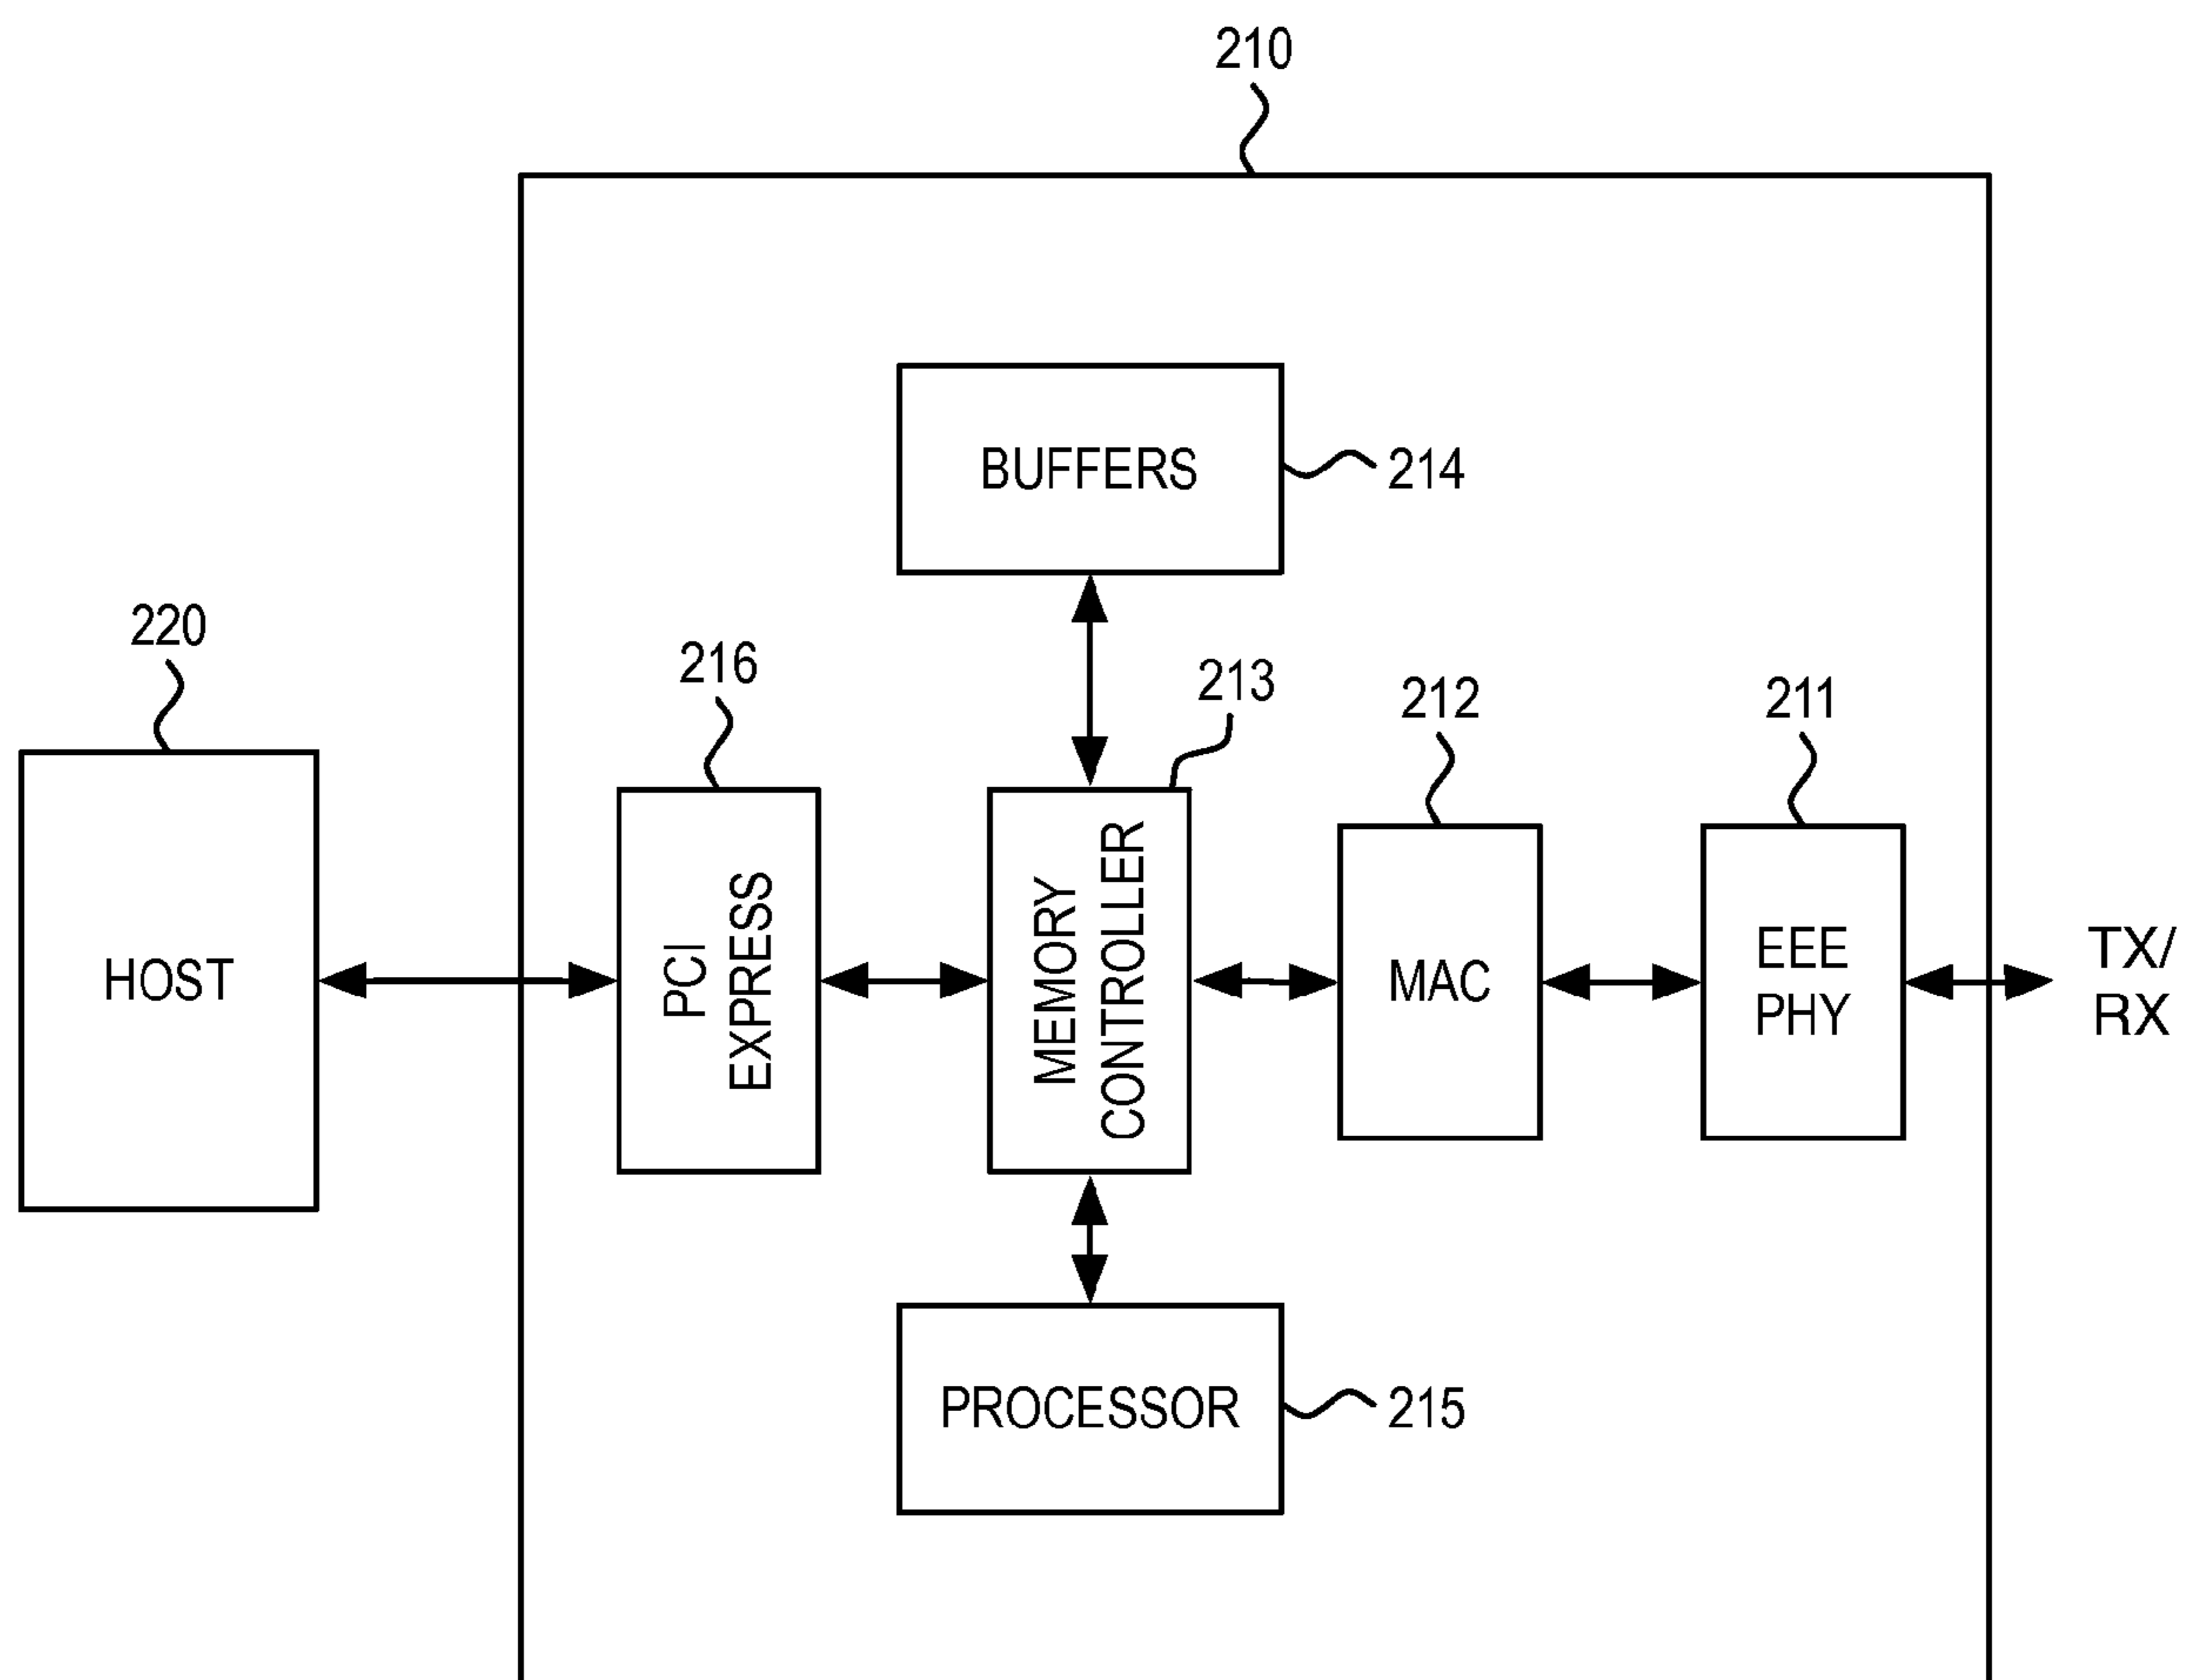 210
BUFFERS
214
220
216
213
212
211
HOST
PCI
EXPRESS
MEMORY
CONTROLLER
MAC
EEE
PHY
TX/
RX
PROCESSOR
215